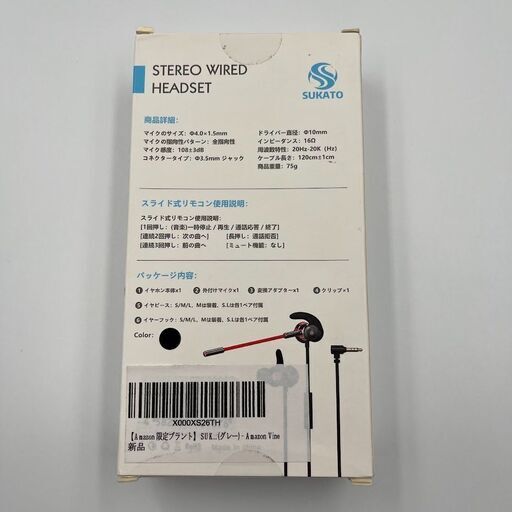 STEREO WIRED
HEADSET
SUKATO
商品詳細:
マイクのサイズ: Φ4.0×1.5mm
マイクの指向性パターン: 全指向性
マイク感度: 108±3dB
コネクタータイプ: Φ3.5mm ジャック
ドライバー直径: Φ10mm
インピーダンス: 16Ω
周波数特性: 20Hz-20K (Hz)
ケーブル長さ: 120cm±1cm
商品重量: 75g
スライド式リモコン使用説明:
スライド式リモコン使用説明:
[1回押し: (音楽)一時停止 / 再生 / 通話応答 / 終了]
[連続2回押し: 次の曲へ] [長押し: 通話拒否]
[連続3回押し: 前の曲へ [ミュート機能: なし]
パッケージ内容:
1 イヤホン本体x1 2 外付けマイクx1 3 変換アダプターx1 4 クリップx1
5 イヤピース: S/M/L、Mは装着、S.Lは各1ペア付属
6 イヤーフック: S/M/L、Mは装着、S.Lは各1ペア付属
Color:
X000XS26TH
【Amazon 限定ブラント】 SUK...(グレー) - Amazon Vine
新品